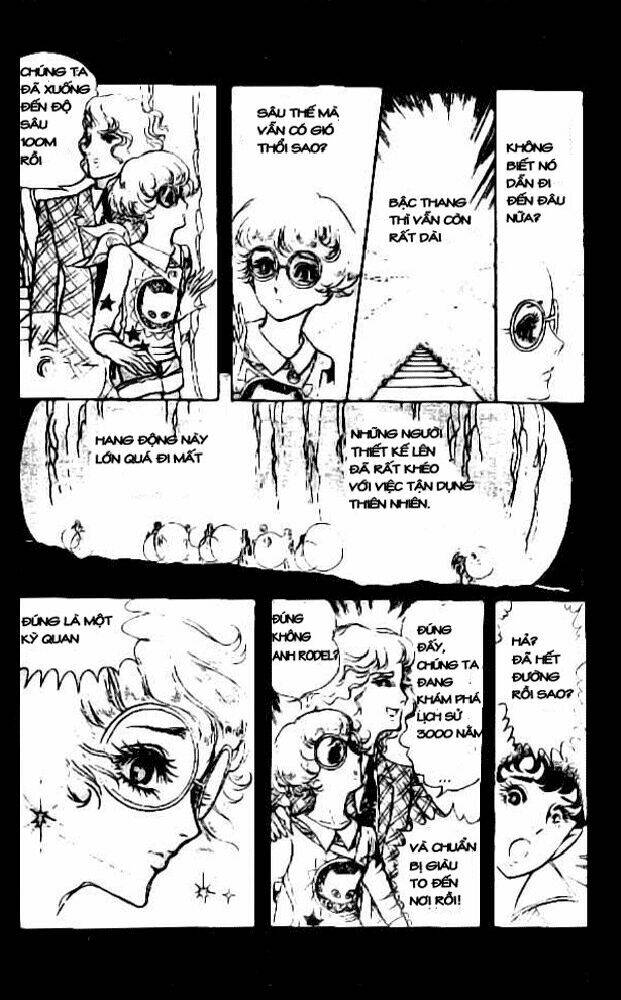 CHÚNG TA
ĐÃ XUỐNG
ĐẾN ĐỘ
SÂU
100M
RỒI
SÂU THẾ MÀ
VẪN CÓ GIÓ
THỔI SAO?
BẬC THANG
THÌ VẪN CÒN
RẤT DÀI
KHÔNG
BIẾT NÓ
DẪN ĐI
ĐẾN ĐÂU
NỮA?
HANG ĐỘNG NÀY
LỚN QUÁ ĐI MẤT
NHỮNG NGƯỜI
THIẾT KẾ LÊN
ĐÃ RẤT KHÉO
VỚI VIỆC TẬN DỤNG
THIÊN NHIÊN.
ĐÚNG LÀ MỘT
KỲ QUAN
ĐÚNG
KHÔNG
ANH RODEL?
ĐÚNG
ĐẤY,
CHÚNG TA
ĐANG
KHÁM PHÁ
LỊCH SỬ
3000 NĂM
...
VÀ CHUẨN
BỊ GIÀU
TO ĐẾN
NƠI RỒI!
HẢ?
ĐÃ HẾT
ĐƯỜNG
RỒI SAO?